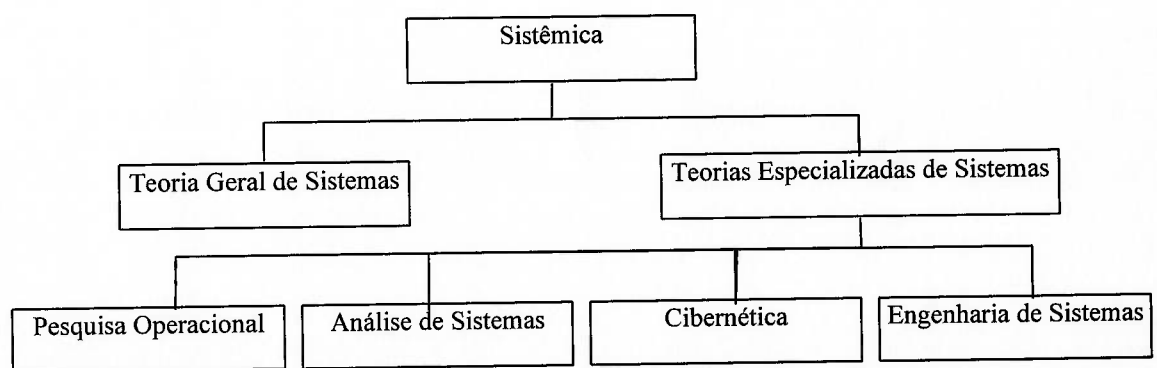 Sistêmica
Teoria Geral de Sistemas
Teorias Especializadas de Sistemas
Pesquisa Operacional
Análise de Sistemas
Cibernética
Engenharia de Sistemas